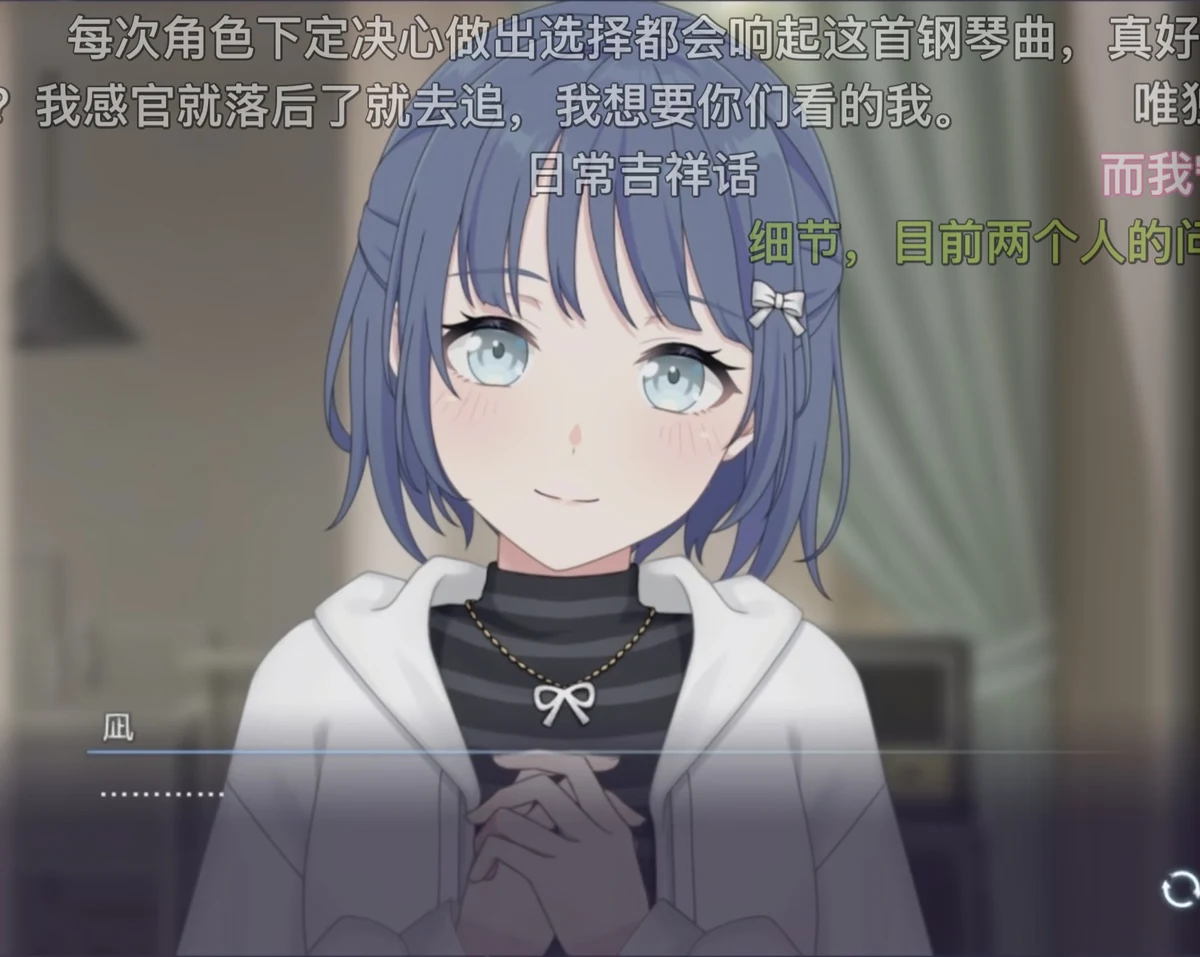 每次角色下定决心做出选择都会响起这首钢琴曲， 真好
？ 我感官就落后了就去追， 我想要你们看的我。 唯独
日常吉祥话 而我
细节，目前两个人的问
凪
…………